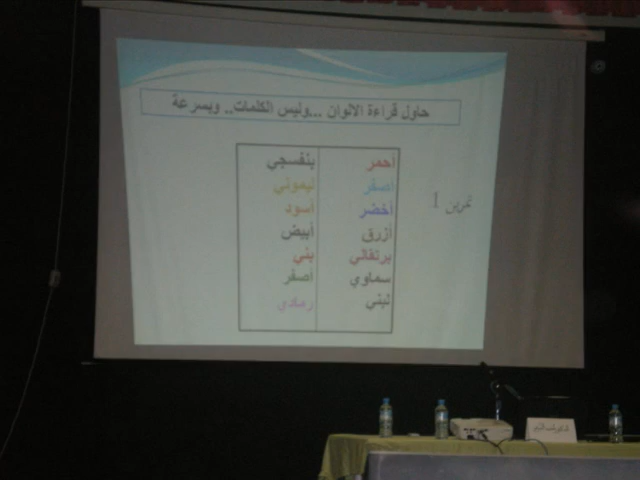 حاول قراءة الالوان ...وليس الكلمات.. وبسرعة
تمرين 1
أحمر بنفسجي
أصفر ليموني
أخضر أسود
أزرق أبيض
برتقالي بني
سماوي أصفر
لبني رمادي